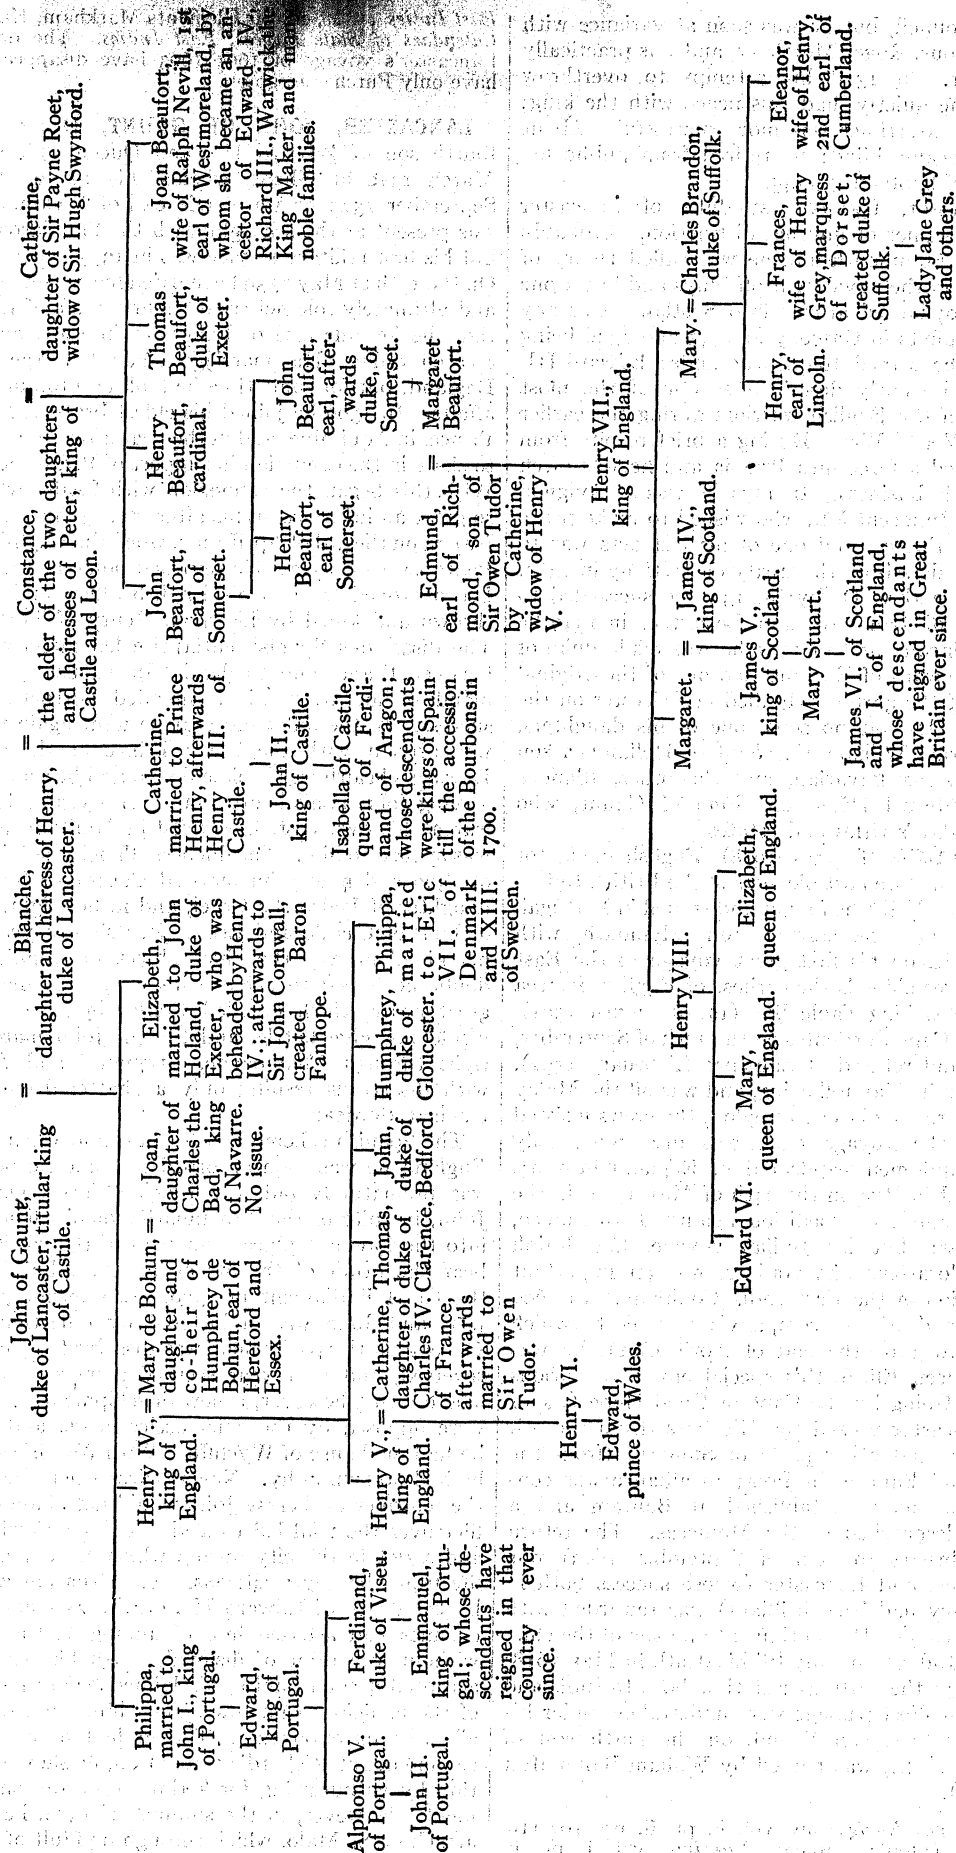 John of Gaunt,
duke of Lancaster, titular king
of Castile.
=
Blanche,
daughter and heiress of Henry,
duke of Lancaster.
=
Constance,
the elder of the two daughters
and heiresses of Peter, king of
Castile and Leon.
=
Catherine,
daughter of Sir Payne Roet,
widow of Sir Hugh Swynford.
Philippa,
married to
John I., king
of Portugal.
Edward,
king of
Portugal.
Alphonso V.
of Portugal.
John II.
of Portugal.
Ferdinand,
duke of Viseu.
Emmanuel,
king of Portu-
gal; whose de-
scendants have
reigned in that
country ever
since.
Henry IV.,
king of
England.
=
Mary de Bohun,
daughter and
co-heir of
Humphrey de
Bohun, earl of
Hereford and
Essex.
=
Joan,
daughter of
Charles the
Bad, king
of Navarre.
No issue.
Elizabeth,
married to John
Holand, duke of
Exeter, who was
beheaded by Henry
IV.; afterwards to
Sir John Cornwall,
created Baron
Fanhope.
Henry V.,
king of
England.
=
Catherine,
daughter of
Charles IV.
of France,
afterwards
married to
Sir Owen
Tudor.
Thomas,
duke of
Clarence.
John,
duke of
Bedford.
Humphrey,
duke of
Gloucester.
Philippa,
married
to Eric
VII. of
Denmark
and XIII.
of Sweden.
Henry VI.
Edward,
prince of Wales.
Catherine,
married to Prince
Henry, afterwards
Henry III. of
Castile.
John II.,
king of Castile.
Isabella of Castile,
queen of Ferdi-
nand of Aragon;
whose descendants
were kings of Spain
till the accession
of the Bourbons in
1700.
John
Beaufort,
earl of
Somerset.
Henry
Beaufort,
cardinal.
Thomas
Beaufort,
duke of
Exeter.
Joan Beaufort,
wife of Ralph Nevill, 1st
earl of Westmoreland, by
whom she became an an-
cestor of Edward IV.,
Richard III., Warwick the
King Maker and many
noble families.
Henry
Beaufort,
earl of
Somerset.
John
Beaufort,
earl, after-
wards
duke, of
Somerset.
Edmund,
earl of Rich-
mond, son of
Sir Owen Tudor
by Catherine,
widow of Henry
V.
=
Margaret
Beaufort.
Henry VII.,
king of England.
Henry VIII.
Margaret.
=
James IV.,
king of Scotland.
Mary.
=
Charles Brandon,
duke of Suffolk.
Edward VI.
Mary,
queen of England.
Elizabeth,
queen of England.
James V.,
king of Scotland.
Mary Stuart.
James VI. of Scotland
and I. of England,
whose descendants
have reigned in Great
Britain ever since.
Henry,
earl of
Lincoln.
Frances,
wife of Henry
Grey, marquess
of Dorset,
created duke of
Suffolk.
Eleanor,
wife of Henry,
2nd earl of
Cumberland.
Lady Jane Grey
and others.